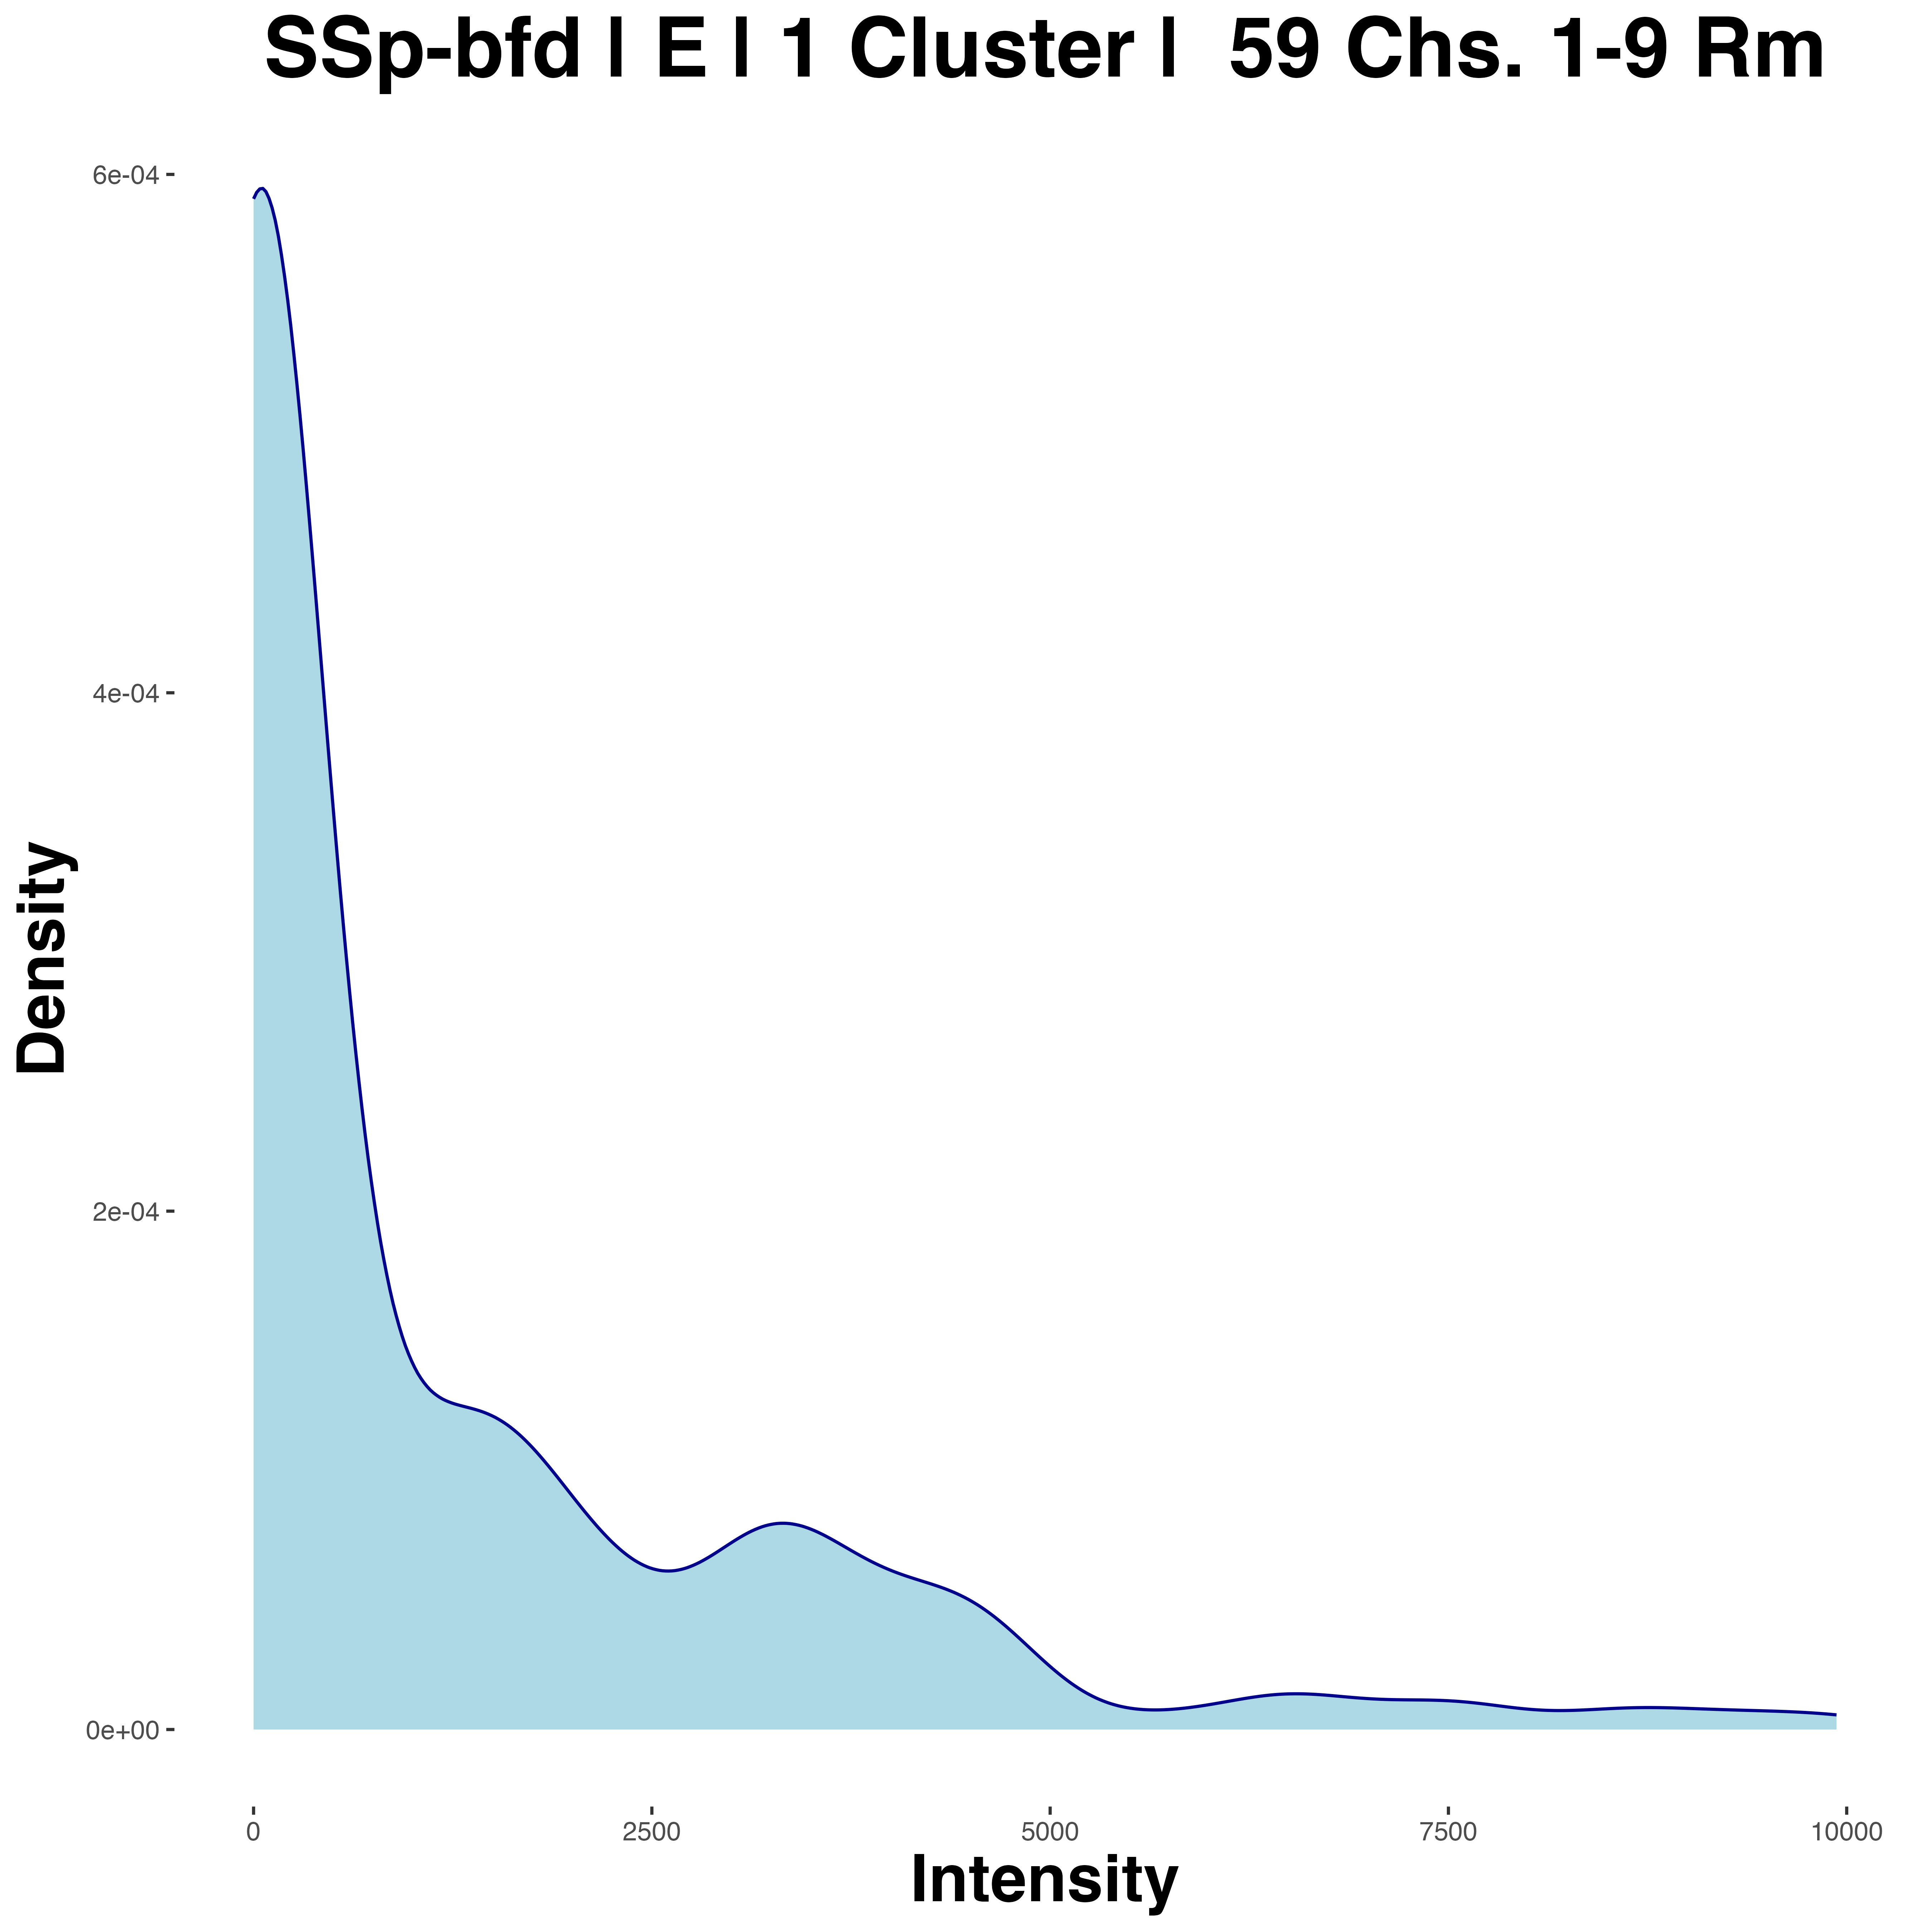 SSp-bfd | E | 1 Cluster | 59 Chs. 1-9 Rm
6e-04
4e-04
2e-04
0e+00
Density
0 2500 5000 7500 10000
Intensity